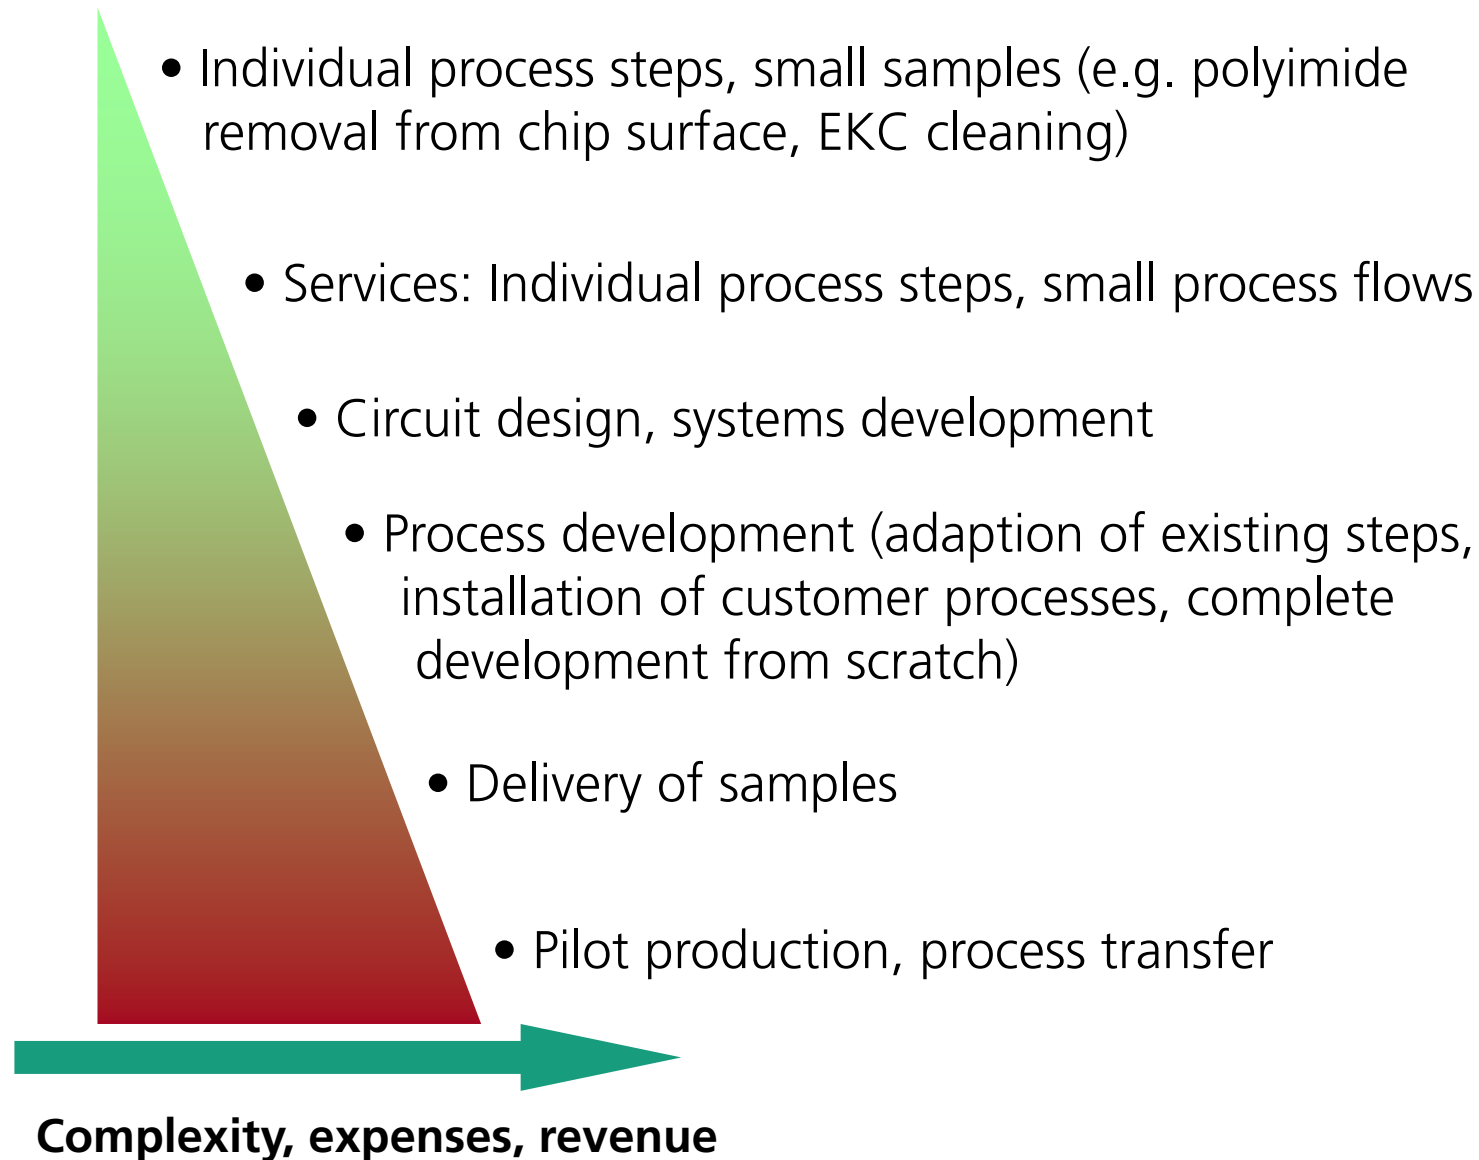 • Individual process steps, small samples (e.g. polyimide
removal from chip surface, EKC cleaning)
• Services: Individual process steps, small process flows
• Circuit design, systems development
• Process development (adaption of existing steps,
installation of customer processes, complete
development from scratch)
• Delivery of samples
• Pilot production, process transfer
Complexity, expenses, revenue